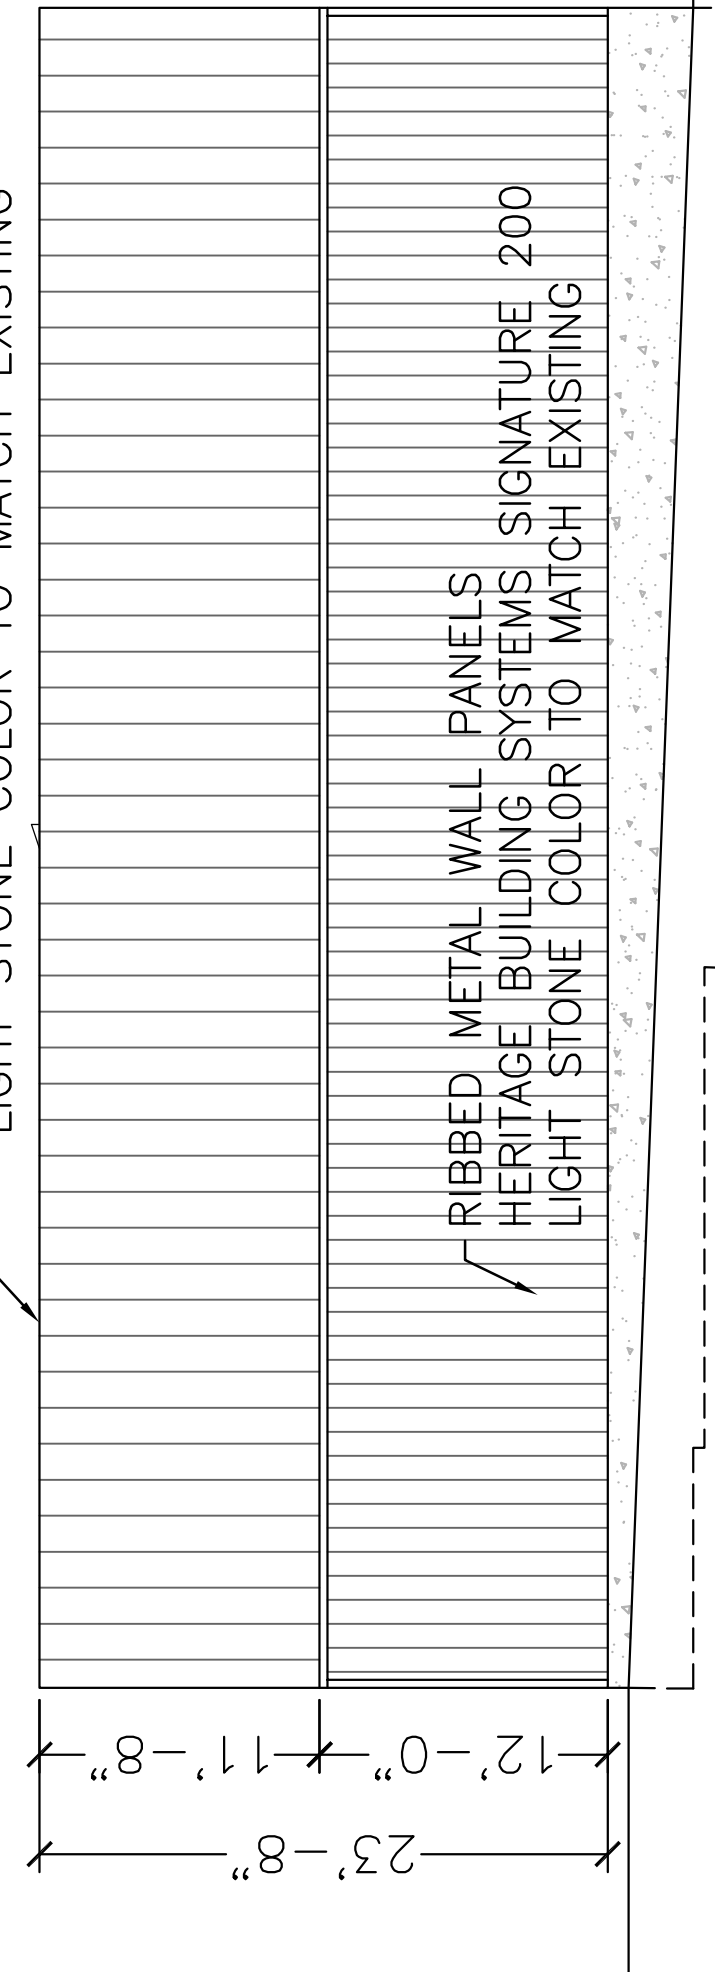 LIGHT STONE COLOR TO MATCH EXISTING
RIBBED METAL WALL PANELS
HERITAGE BUILDING SYSTEMS SIGNATURE 200
LIGHT STONE COLOR TO MATCH EXISTING
11'-8"
12'-0"
23'-8"